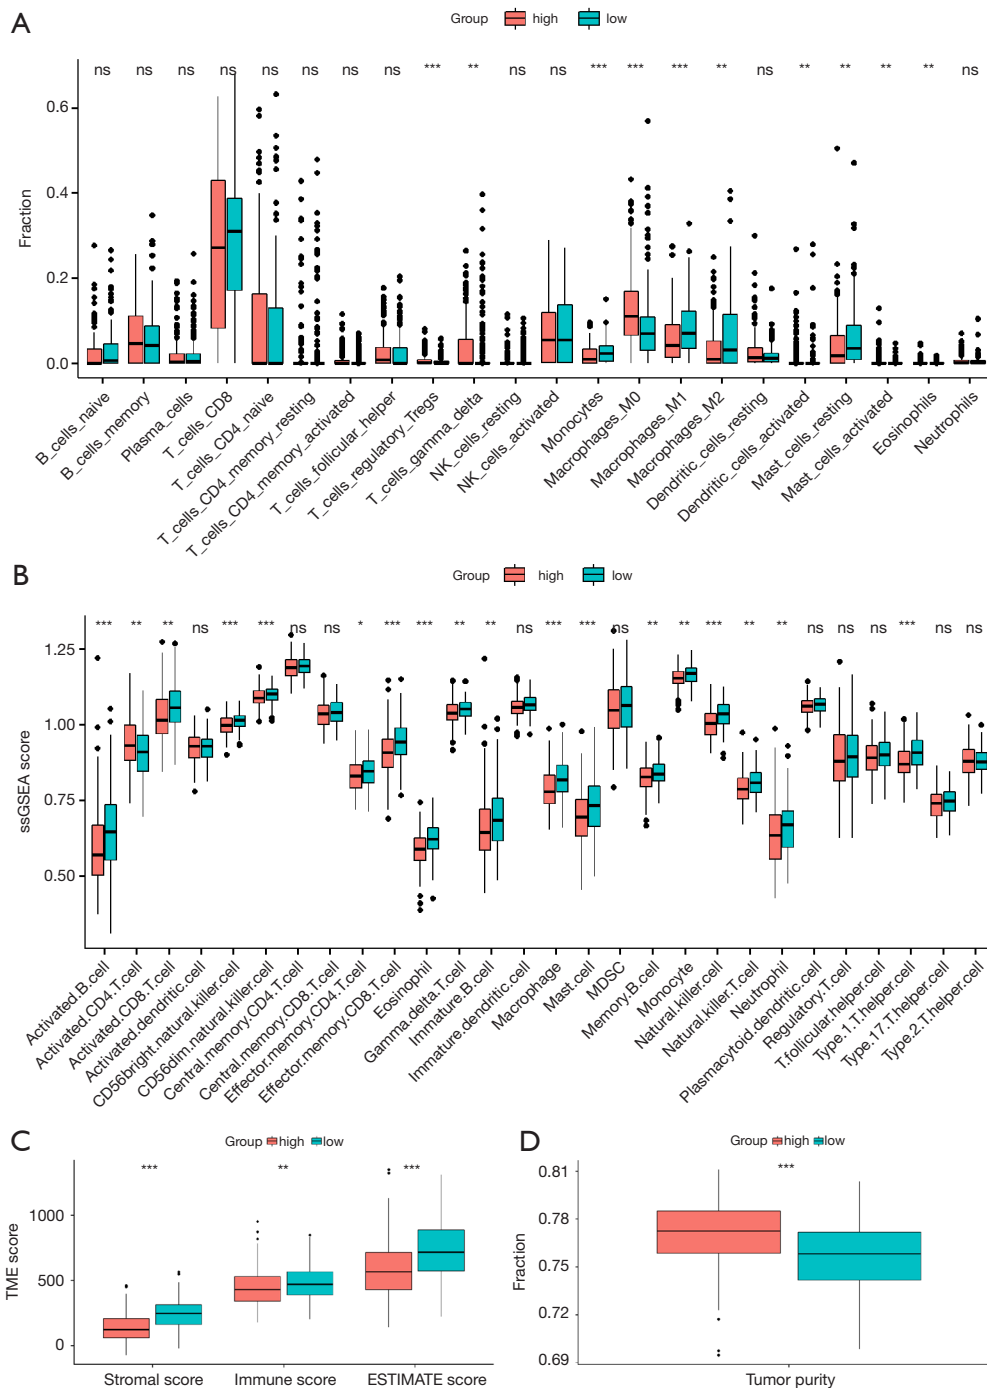 A
Group high low
ns ns ns ns ns ns ns ns *** ** ns ns *** *** *** ** ns ** ** ** ** ns
0.6
0.4
0.2
0.0
Fraction
B_cells_naive
B_cells_memory
Plasma_cells
T_cells_CD8
T_cells_CD4_naive
T_cells_CD4_memory_resting
T_cells_CD4_memory_activated
T_cells_follicular_helper
T_cells_regulatory_Tregs
T_cells_gamma_delta
NK_cells_resting
NK_cells_activated
Monocytes
Macrophages_M0
Macrophages_M1
Macrophages_M2
Dendritic_cells_resting
Dendritic_cells_activated
Mast_cells_resting
Mast_cells_activated
Eosinophils
Neutrophils
B
Group high low
*** ** ** ns *** *** ns ns * *** *** ** ** ns *** *** ns ** ** *** ** ** ns ns ns *** ns ns
1.25
1.00
0.75
0.50
ssGSEA score
Activated.B.cell
Activated.CD4.T.cell
Activated.CD8.T.cell
Activated.dendritic.cell
CD56bright.natural.killer.cell
CD56dim.natural.killer.cell
Central.memory.CD4.T.cell
Central.memory.CD8.T.cell
Effector.memory.CD4.T.cell
Effector.memory.CD8.T.cell
Eosinophil
Gamma.delta.T.cell
Immature.B.cell
Immature.dendritic.cell
Macrophage
Mast.cell
MDSC
Memory.B.cell
Monocyte
Natural.killer.cell
Natural.killer.T.cell
Neutrophil
Plasmacytoid.dendritic.cell
Regulatory.T.cell
T.follicular.helper.cell
Type.1.T.helper.cell
Type.17.T.helper.cell
Type.2.T.helper.cell
C
Group high low
*** ** ***
1000
500
0
TME score
Stromal score Immune score ESTIMATE score
D
Group high low
***
0.81
0.78
0.75
0.72
0.69
Fraction
Tumor purity